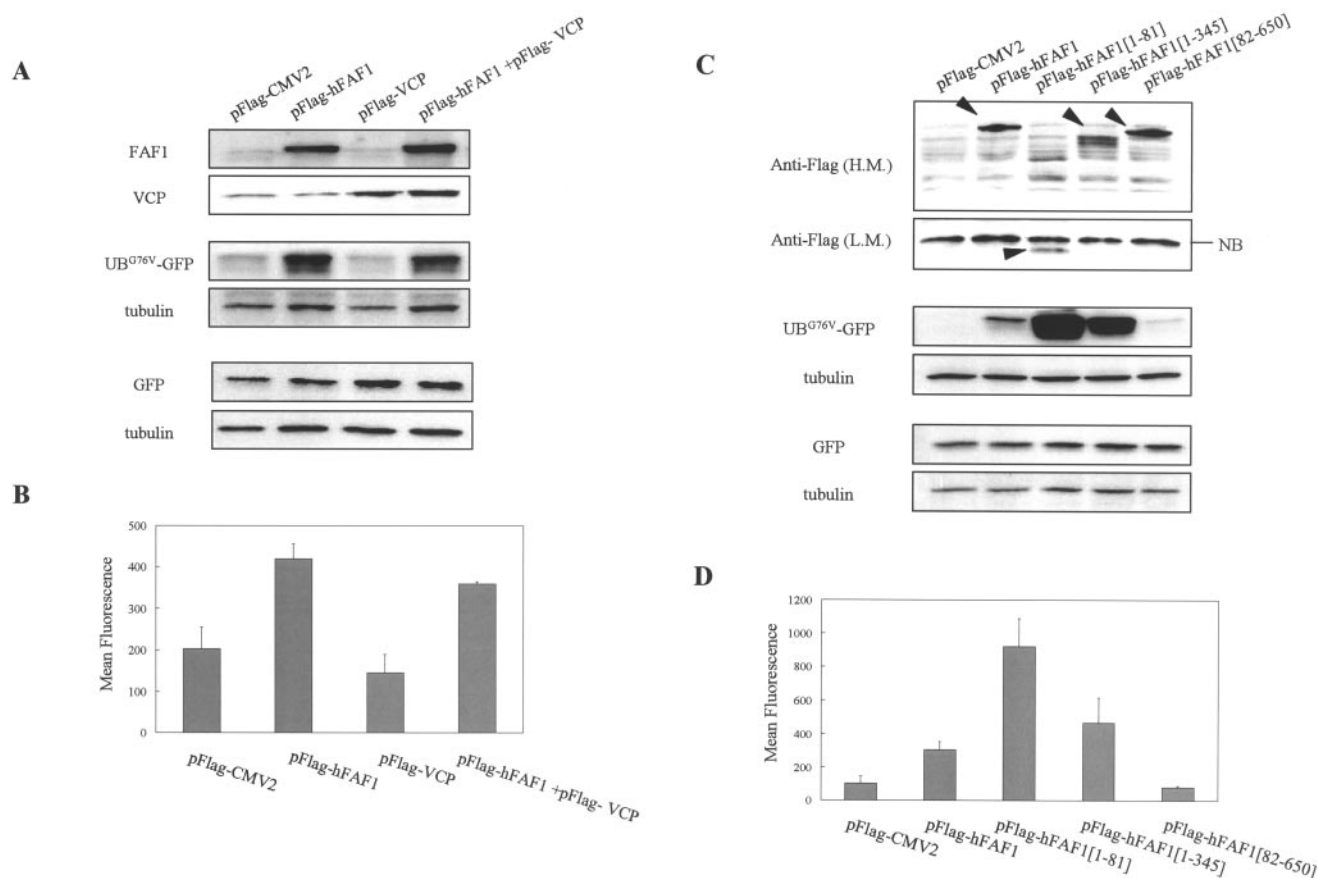 A
pFlag-CMV2
pFlag-hFAF1
pFlag-VCP
pFlag-hFAF1 +pFlag- VCP
FAF1
VCP
UBG76V-GFP
tubulin
GFP
tubulin
B
Mean Fluorescence
500
400
300
200
100
0
pFlag-CMV2
pFlag-hFAF1
pFlag-VCP
pFlag-hFAF1 +pFlag- VCP
C
pFlag-CMV2
pFlag-hFAF1
pFlag-hFAF1[1-81]
pFlag-hFAF1[1-345]
pFlag-hFAF1[82-650]
Anti-Flag (H.M.)
Anti-Flag (L.M.)
NB
UBG76V-GFP
tubulin
GFP
tubulin
D
Mean Fluorescence
1200
1000
800
600
400
200
0
pFlag-CMV2
pFlag-hFAF1
pFlag-hFAF1[1-81]
pFlag-hFAF1[1-345]
pFlag-hFAF1[82-650]